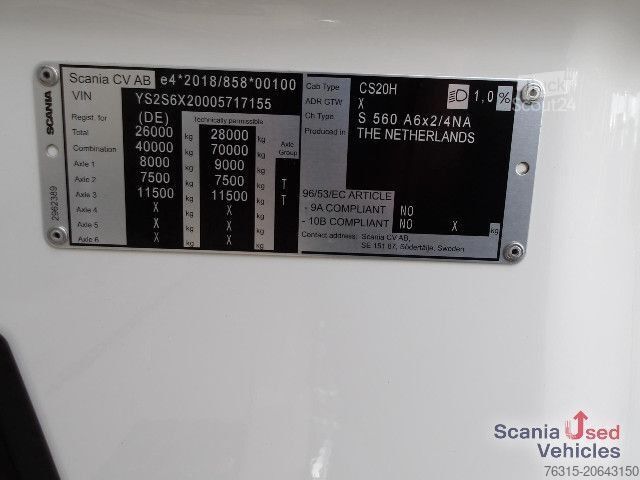 SCANIA
2962389
Scania CV AB e4*2018/858*00100
VIN YS2S6X20005717155
Regist. for (DE) Technically permissible
Total 26000 kg 28000 kg Axle Group
Combination 40000 kg 70000 kg
Axle 1 8000 kg 9000 kg
Axle 2 7500 kg 7500 kg T
Axle 3 11500 kg 11500 kg T
Axle 4 X kg X kg
Axle 5 X kg X kg
Axle 6 X kg X kg
Cab Type CS20H 1,0 %
ADR GTW X
Ch Type S 560 A6x2/4NA
Produced in THE NETHERLANDS
96/53/EC ARTICLE
- 9A COMPLIANT NO
- 10B COMPLIANT NO X kg
Contact address: Scania CV AB,
SE 151 87, Södertälje, Sweden
Scout24
Scania Used
Vehicles
76315-20643150